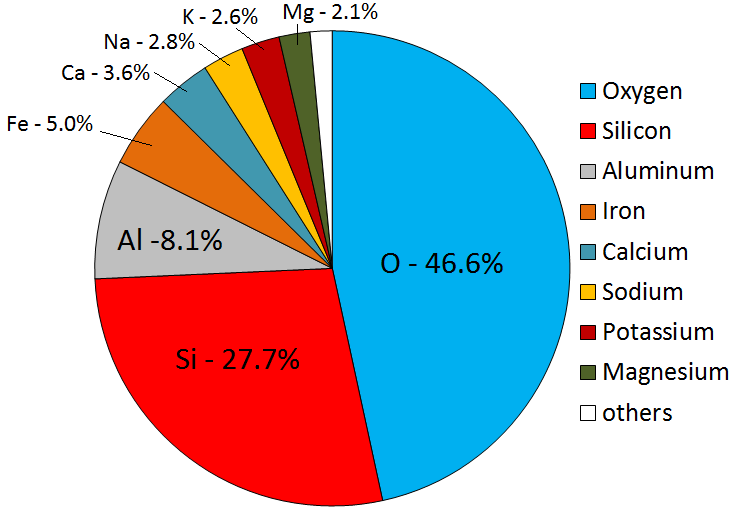 K - 2.6%
Mg - 2.1%
Na - 2.8%
Ca - 3.6%
Fe - 5.0%
Al -8.1%
O - 46.6%
Si - 27.7%
Oxygen
Silicon
Aluminum
Iron
Calcium
Sodium
Potassium
Magnesium
others